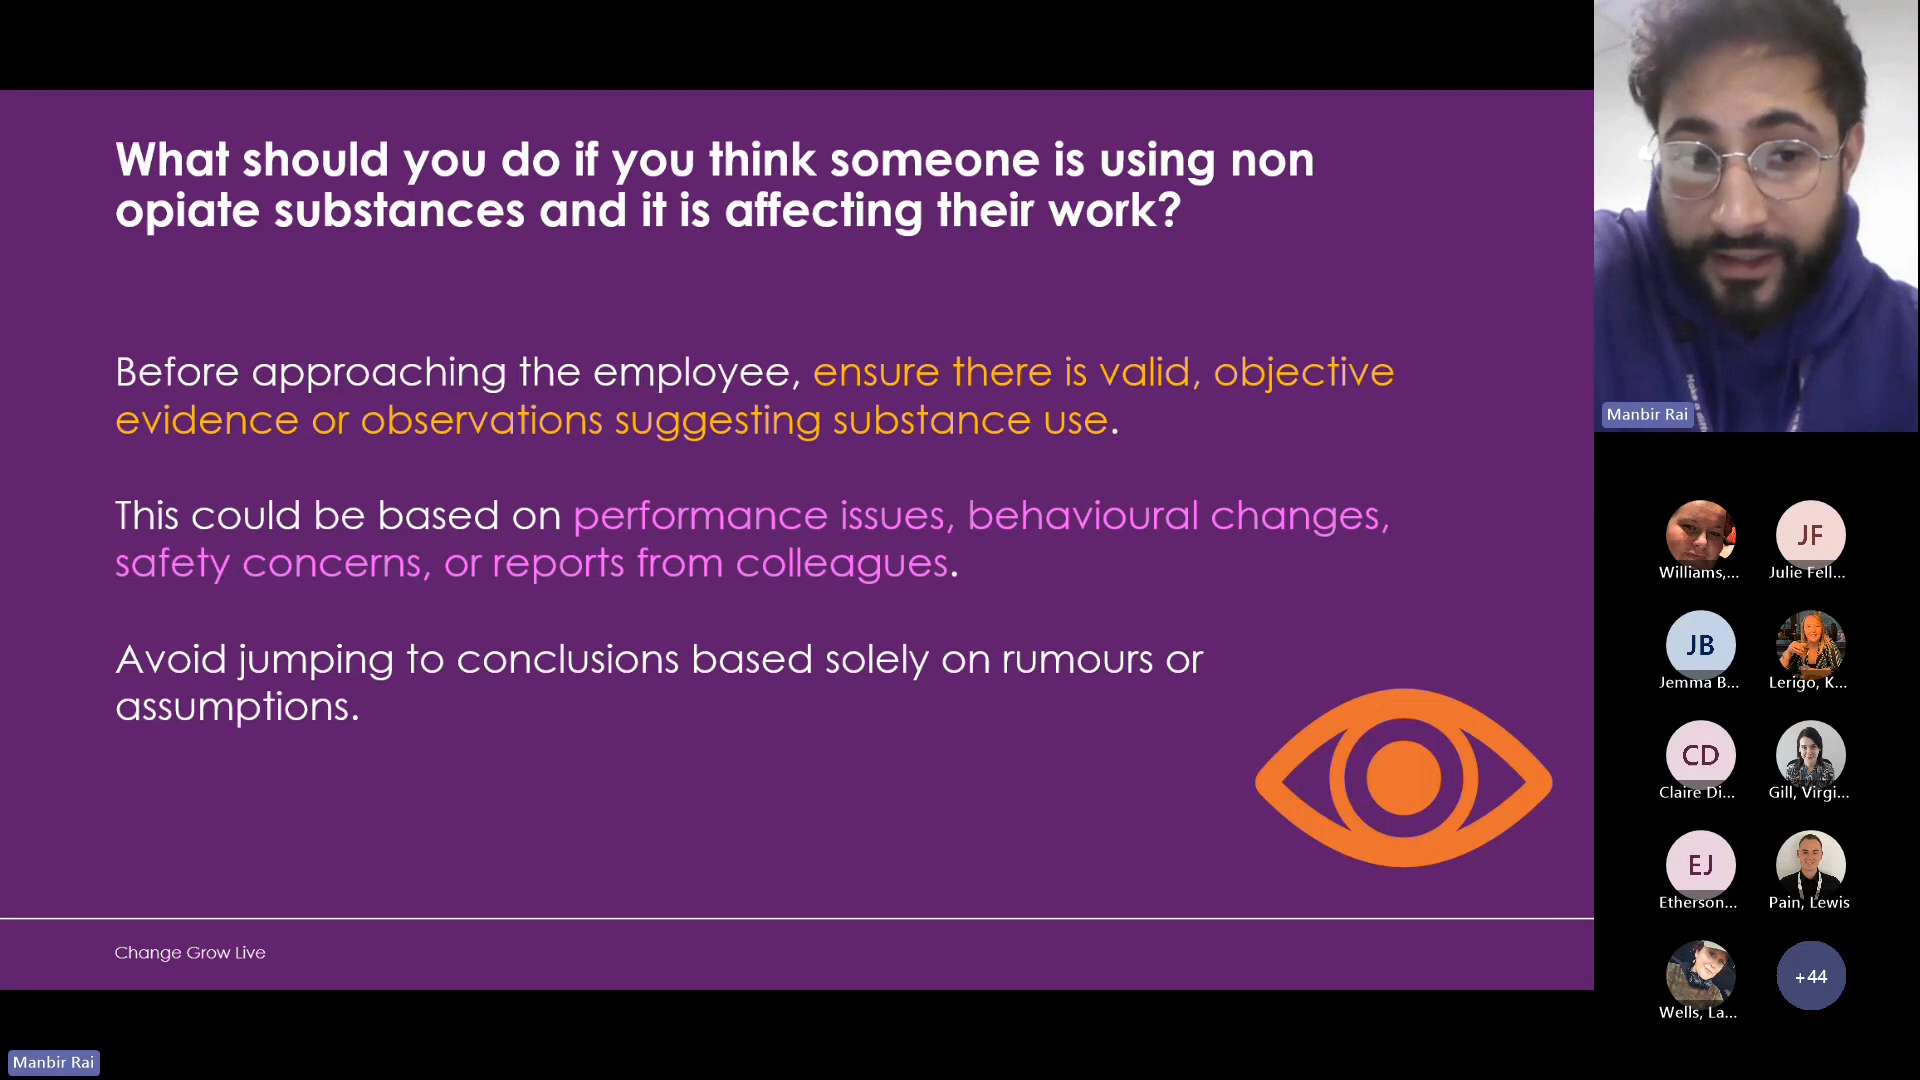 What should you do if you think someone is using non
opiate substances and it is affecting their work?
Before approaching the employee, ensure there is valid, objective
evidence or observations suggesting substance use.
This could be based on performance issues, behavioural changes,
safety concerns, or reports from colleagues.
Avoid jumping to conclusions based solely on rumours or
assumptions.
Change Grow Live
Manbir Rai
Manbir Rai
Williams,...
JF
Julie Fell...
JB
Jemma B...
Lerigo, K...
CD
Claire Di...
Gill, Virgi...
EJ
Etherson...
Pain, Lewis
Wells, La...
+44